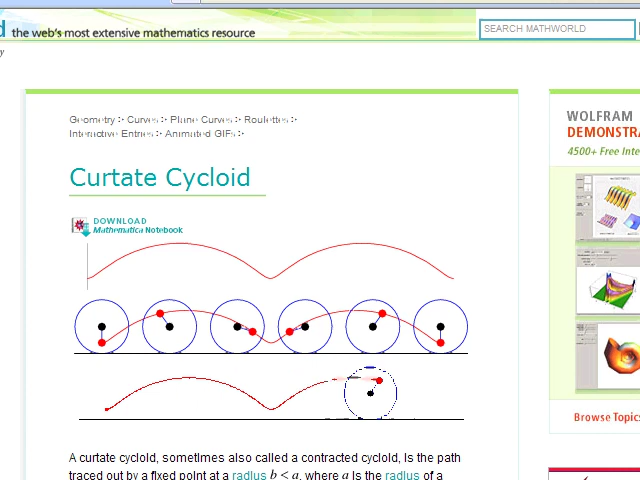 the web's most extensive mathematics resource
SEARCH MATHWORLD
Geometry > Curves > Plane Curves > Roulettes >
Interactive Entries > Animated GIFs >
Curtate Cycloid
DOWNLOAD
Mathematica Notebook
A curtate cycloid, sometimes also called a contracted cycloid, is the path
traced out by a fixed point at a radius b < a, where a is the radius of a
WOLFRAM
DEMONSTRA
4500+ Free Inte
Browse Topics